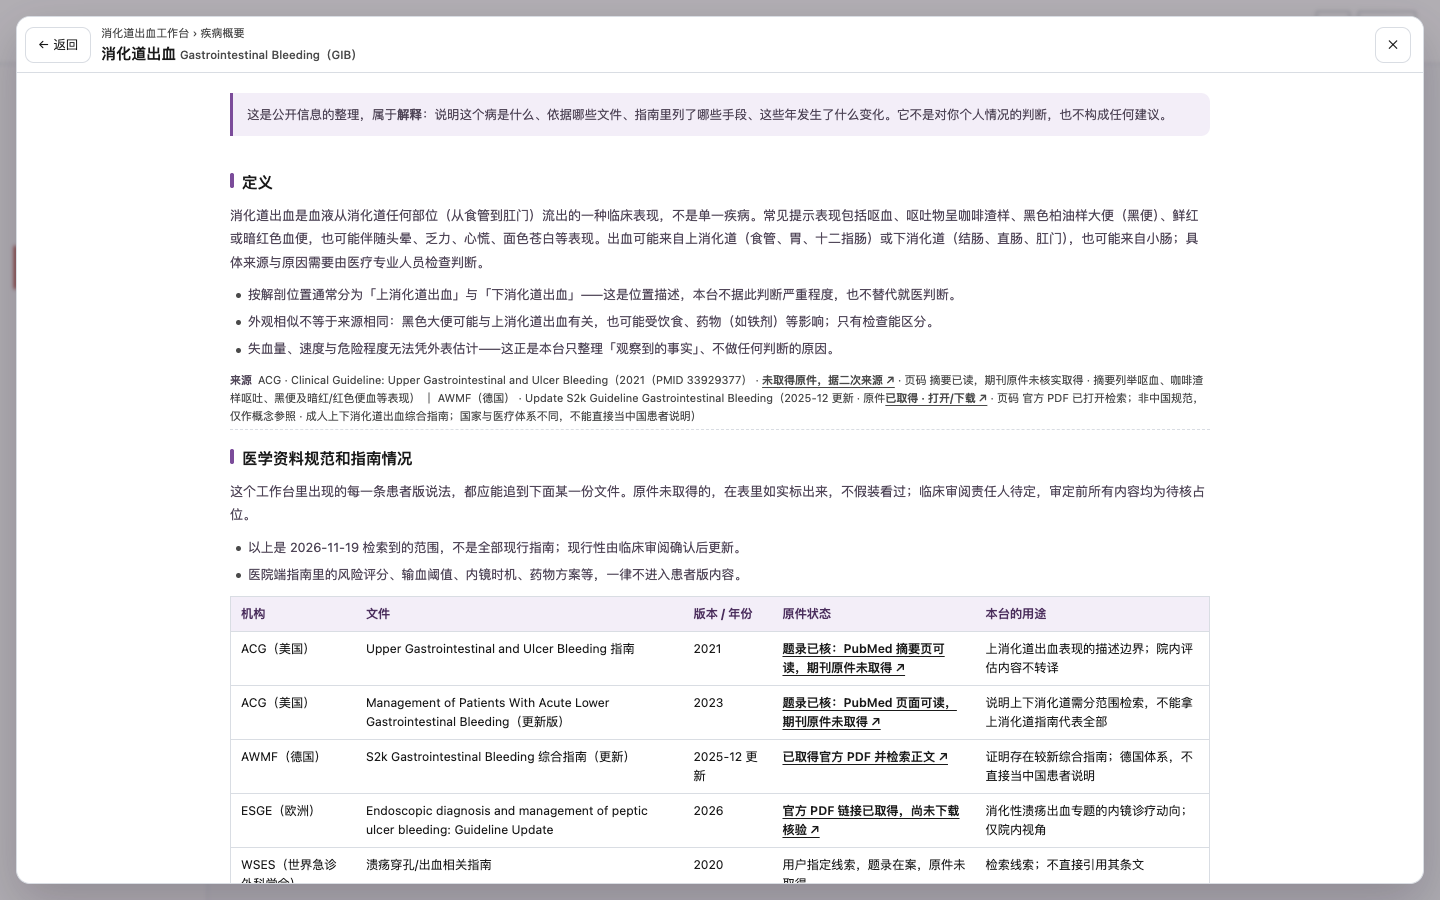 ← 返回
消化道出血工作台 › 疾病概要
消化道出血 Gastrointestinal Bleeding（GIB）
×
这是公开信息的整理，属于解释：说明这个病是什么、依据哪些文件、指南里列了哪些手段、这些年发生了什么变化。它不是对你个人情况的判断，也不构成任何建议。
定义
消化道出血是血液从消化道任何部位（从食管到肛门）流出的一种临床表现，不是单一疾病。常见提示表现包括呕血、呕吐物呈咖啡渣样、黑色柏油样大便（黑便）、鲜红
或暗红色血便，也可能伴随头晕、乏力、心慌、面色苍白等表现。出血可能来自上消化道（食管、胃、十二指肠）或下消化道（结肠、直肠、肛门），也可能来自小肠；具
体来源与原因需要由医疗专业人员检查判断。
• 按解剖位置通常分为「上消化道出血」与「下消化道出血」——这是位置描述，本台不据此判断严重程度，也不替代就医判断。
• 外观相似不等于来源相同：黑色大便可能与上消化道出血有关，也可能受饮食、药物（如铁剂）等影响；只有检查能区分。
• 失血量、速度与危险程度无法凭外表估计——这正是本台只整理「观察到的事实」、不做任何判断的原因。
来源 ACG · Clinical Guideline: Upper Gastrointestinal and Ulcer Bleeding（2021（PMID 33929377） · 未取得原件，据二次来源 ↗ · 页码 摘要已读，期刊原件未核实取得 · 摘要列举呕血、咖啡渣
样呕吐、黑便及暗红/红色便血等表现） | AWMF（德国） · Update S2k Guideline Gastrointestinal Bleeding（2025-12 更新 · 原件已取得 · 打开/下载 ↗ · 页码 官方 PDF 已打开检索；非中国规范，
仅作概念参照 · 成人上下消化道出血综合指南；国家与医疗体系不同，不能直接当中国患者说明）
医学资料规范和指南情况
这个工作台里出现的每一条患者版说法，都应能追到下面某一份文件。原件未取得的，在表里如实标出来，不假装看过；临床审阅责任人待定，审定前所有内容均为待核占
位。
• 以上是 2026-11-19 检索到的范围，不是全部现行指南；现行性由临床审阅确认后更新。
• 医院端指南里的风险评分、输血阈值、内镜时机、药物方案等，一律不进入患者版内容。
机构 文件 版本 / 年份 原件状态 本台的用途
ACG（美国） Upper Gastrointestinal and Ulcer Bleeding 指南 2021 题录已核：PubMed 摘要页可 上消化道出血表现的描述边界；院内评
读，期刊原件未取得 ↗ 估内容不转译
ACG（美国） Management of Patients With Acute Lower 2023 题录已核：PubMed 页面可读， 说明上下消化道需分范围检索，不能拿
Gastrointestinal Bleeding（更新版） 期刊原件未取得 ↗ 上消化道指南代表全部
AWMF（德国） S2k Gastrointestinal Bleeding 综合指南（更新） 2025-12 更 已取得官方 PDF 并检索正文 ↗ 证明存在较新综合指南；德国体系，不
新 直接当中国患者说明
ESGE（欧洲） Endoscopic diagnosis and management of peptic 2026 官方 PDF 链接已取得，尚未下载 消化性溃疡出血专题的内镜诊疗动向；
ulcer bleeding: Guideline Update 核验 ↗ 仅院内视角
WSES（世界急诊 溃疡穿孔/出血相关指南 2020 用户指定线索，题录在案，原件未 检索线索；不直接引用其条文
外科学会） 取得